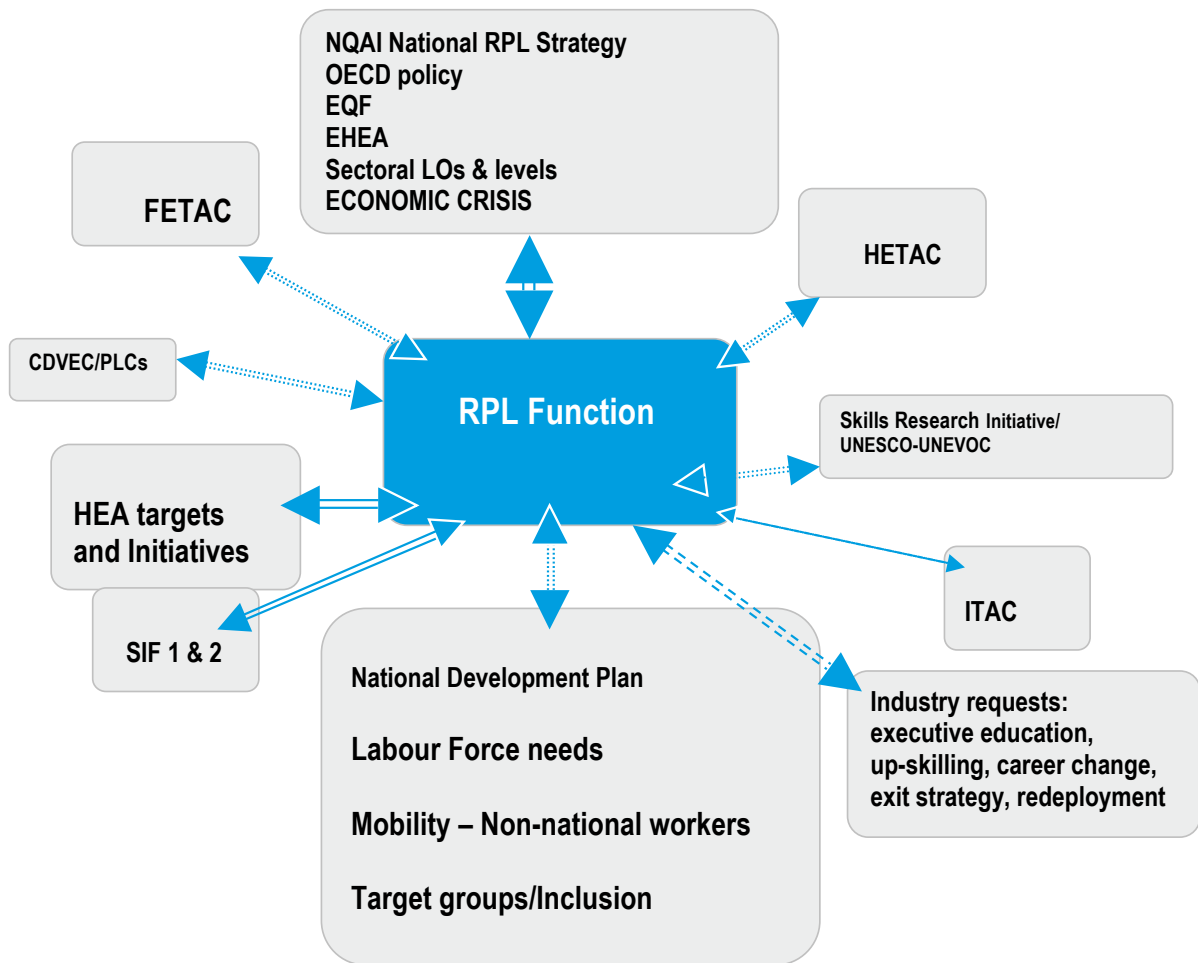 NQAI National RPL Strategy
OECD policy
EQF
EHEA
Sectoral LOs & levels
ECONOMIC CRISIS
FETAC
HETAC
CDVEC/PLCs
RPL Function
Skills Research Initiative/
UNESCO-UNEVOC
HEA targets
and Initiatives
SIF 1 & 2
ITAC
National Development Plan
Labour Force needs
Mobility – Non-national workers
Target groups/Inclusion
Industry requests:
executive education,
up-skilling, career change,
exit strategy, redeployment